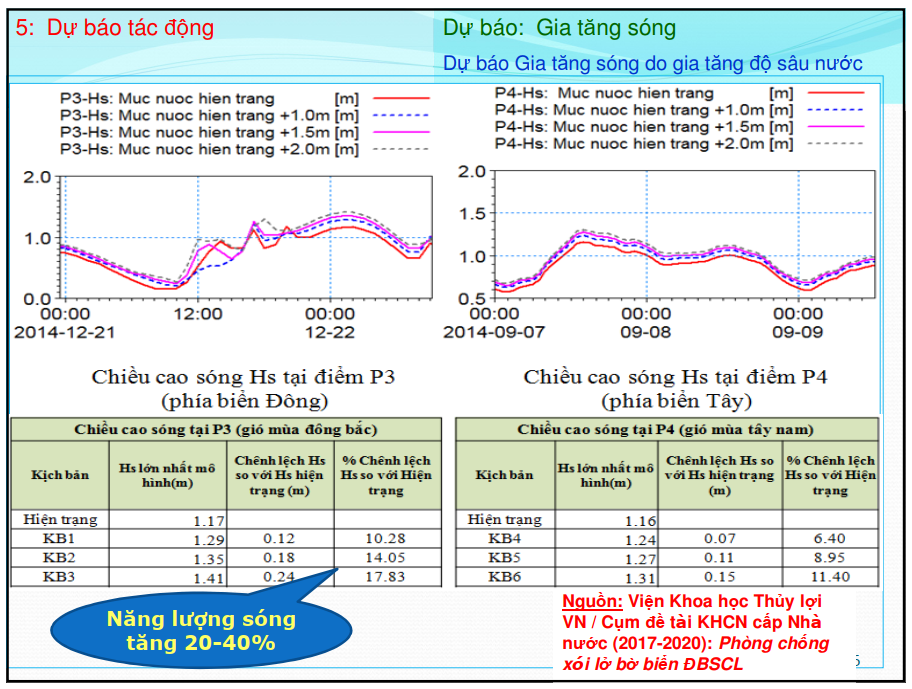 5: Dự báo tác động
Dự báo: Gia tăng sóng
Dự báo Gia tăng sóng do gia tăng độ sâu nước
P3-Hs: Muc nuoc hien trang [m]
P3-Hs: Muc nuoc hien trang +1.0m [m]
P3-Hs: Muc nuoc hien trang +1.5m [m]
P3-Hs: Muc nuoc hien trang +2.0m [m]
2.0
1.0
0.0
00:00 12:00 00:00
2014-12-21 12-22
P4-Hs: Muc nuoc hien trang [m]
P4-Hs: Muc nuoc hien trang +1.0m [m]
P4-Hs: Muc nuoc hien trang +1.5m [m]
P4-Hs: Muc nuoc hien trang +2.0m [m]
2.0
1.5
1.0
0.5
00:00 00:00 00:00
2014-09-07 09-08 09-09
Chiều cao sóng Hs tại điểm P3
(phía biển Đông)
Chiều cao sóng Hs tại điểm P4
(phía biển Tây)
Chiều cao sóng tại P3 (gió mùa đông bắc)
Kịch bản
Hs lớn nhất mô
hình(m)
Chênh lệch Hs
so với Hs hiện
trạng (m)
% Chênh lệch
Hs so với Hiện
trạng
Hiện trạng 1.17
KB1 1.29 0.12 10.28
KB2 1.35 0.18 14.05
KB3 1.41 0.24 17.83
Chiều cao sóng tại P4 (gió mùa tây nam)
Kịch bản
Hs lớn nhất mô
hình(m)
Chênh lệch Hs so
với Hs hiện trạng
(m)
% Chênh lệch
Hs so với Hiện
trạng
Hiện trạng 1.16
KB4 1.24 0.07 6.40
KB5 1.27 0.11 8.95
KB6 1.31 0.15 11.40
Năng lượng sóng
tăng 20-40%
Nguồn: Viện Khoa học Thủy lợi
VN / Cụm đề tài KHCN cấp Nhà
nước (2017-2020): Phòng chống
xói lở bờ biển ĐBSCL